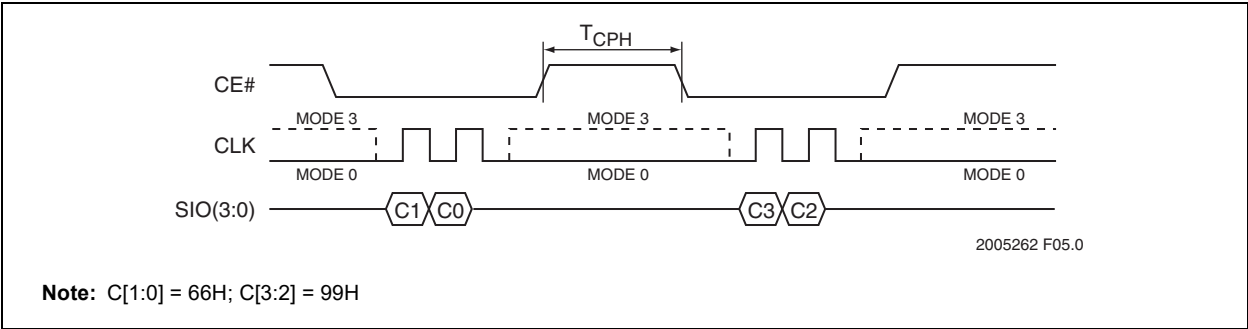 TCPH
CE#
MODE 3 MODE 3 MODE 3
CLK
MODE 0 MODE 0 MODE 0
SIO(3:0) C1 C0 C3 C2
2005262 F05.0
Note: C[1:0] = 66H; C[3:2] = 99H